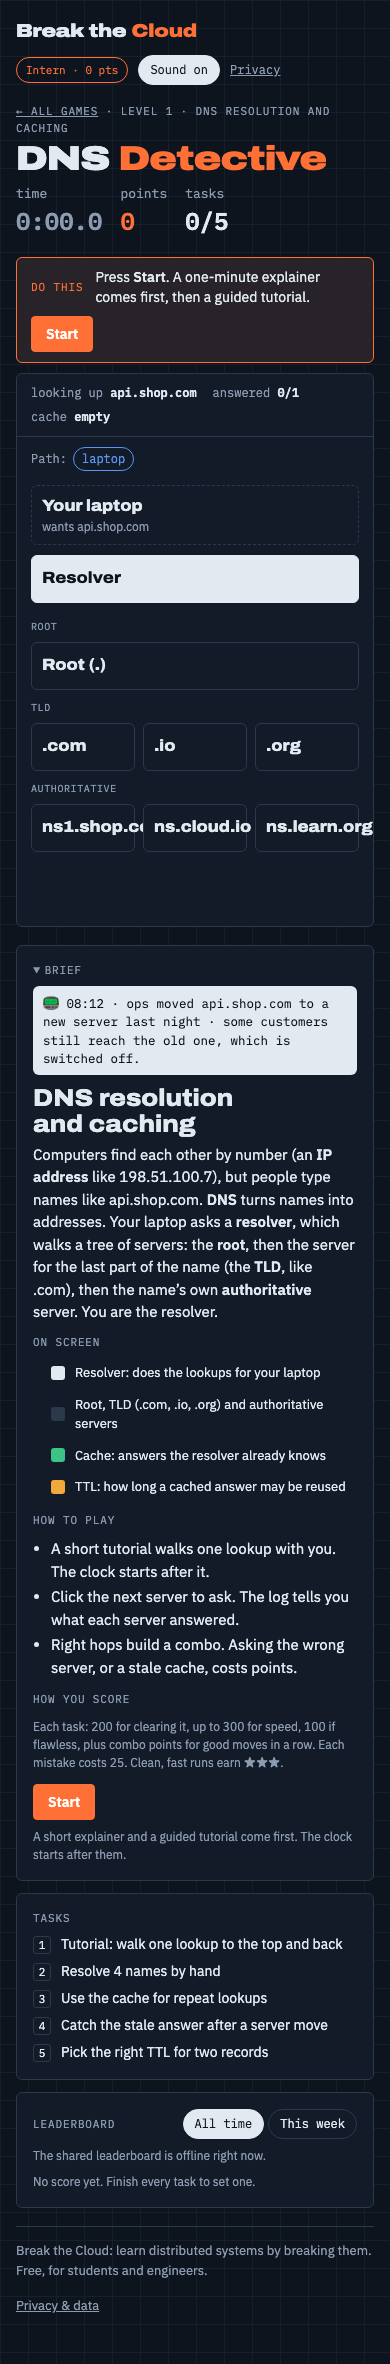 Break the Cloud
Intern · 0 pts
Sound on
Privacy
← ALL GAMES · LEVEL 1 · DNS RESOLUTION AND
CACHING
DNS Detective
time points tasks
0:00.0 0 0/5
DO THIS
Press Start. A one-minute explainer
comes first, then a guided tutorial.
Start
looking up api.shop.com answered 0/1
cache empty
Path: laptop
Your laptop
wants api.shop.com
Resolver
ROOT
Root (.)
TLD
.com .io .org
AUTHORITATIVE
ns1.shop.c ns.cloud.io ns.learn.org
▼ BRIEF
08:12 · ops moved api.shop.com to a
new server last night · some customers
still reach the old one, which is
switched off.
DNS resolution
and caching
Computers find each other by number (an IP
address like 198.51.100.7), but people type
names like api.shop.com. DNS turns names into
addresses. Your laptop asks a resolver, which
walks a tree of servers: the root, then the server
for the last part of the name (the TLD, like
.com), then the name’s own authoritative
server. You are the resolver.
ON SCREEN
Resolver: does the lookups for your laptop
Root, TLD (.com, .io, .org) and authoritative
servers
Cache: answers the resolver already knows
TTL: how long a cached answer may be reused
HOW TO PLAY
• A short tutorial walks one lookup with you.
The clock starts after it.
• Click the next server to ask. The log tells you
what each server answered.
• Right hops build a combo. Asking the wrong
server, or a stale cache, costs points.
HOW YOU SCORE
Each task: 200 for clearing it, up to 300 for speed, 100 if
flawless, plus combo points for good moves in a row. Each
mistake costs 25. Clean, fast runs earn ★★★.
Start
A short explainer and a guided tutorial come first. The clock
starts after them.
TASKS
1 Tutorial: walk one lookup to the top and back
2 Resolve 4 names by hand
3 Use the cache for repeat lookups
4 Catch the stale answer after a server move
5 Pick the right TTL for two records
LEADERBOARD
All time
This week
The shared leaderboard is offline right now.
No score yet. Finish every task to set one.
Break the Cloud: learn distributed systems by breaking them.
Free, for students and engineers.
Privacy & data